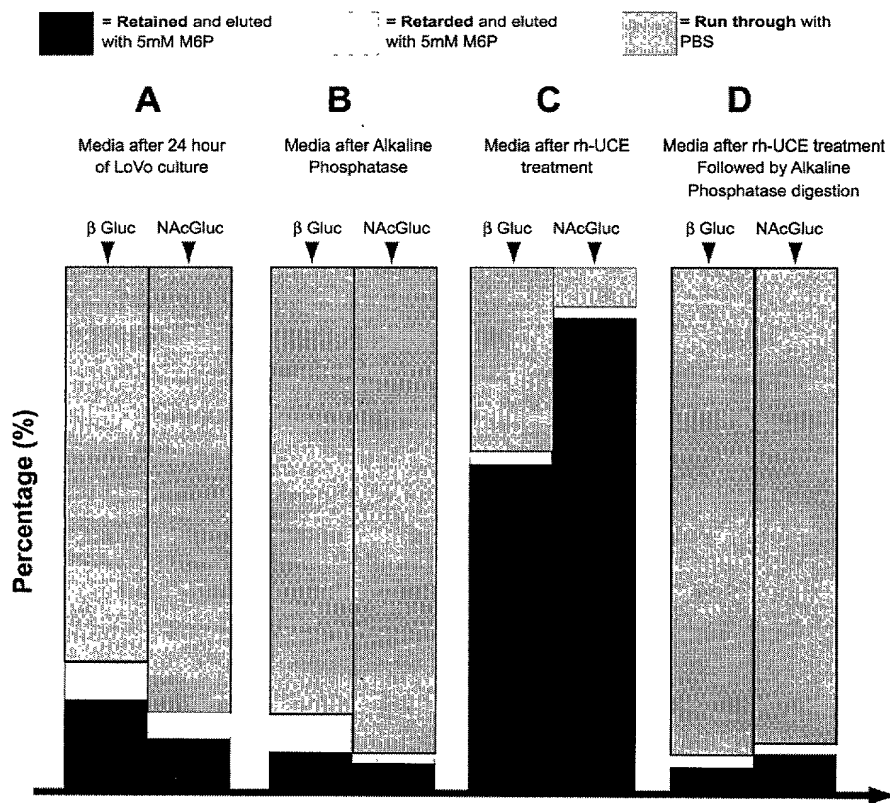 = Retained and eluted
with 5mM M6P
= Retarded and eluted
with 5mM M6P
= Run through with
PBS
A
B
C
D
Media after 24 hour
of LoVo culture
Media after Alkaline
Phosphatase
Media after rh-UCE
treatment
Media after rh-UCE treatment
Followed by Alkaline
Phosphatase digestion
β Gluc NAcGluc
β Gluc NAcGluc
β Gluc NAcGluc
β Gluc NAcGluc
Percentage (%)